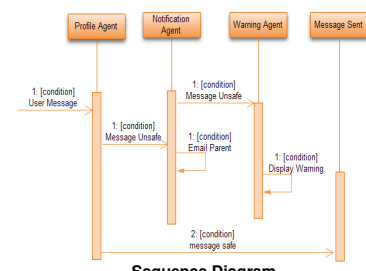 Profile Agent
Notification
Agent
Warning Agent
Message Sent
1: [condition]
User Message
1: [condition]
Message Unsafe
1: [condition]
Message Unsafe
1: [condition]
Email Parent
1: [condition]
Display Warning
2: [condition]
message safe
Sequence Diagram